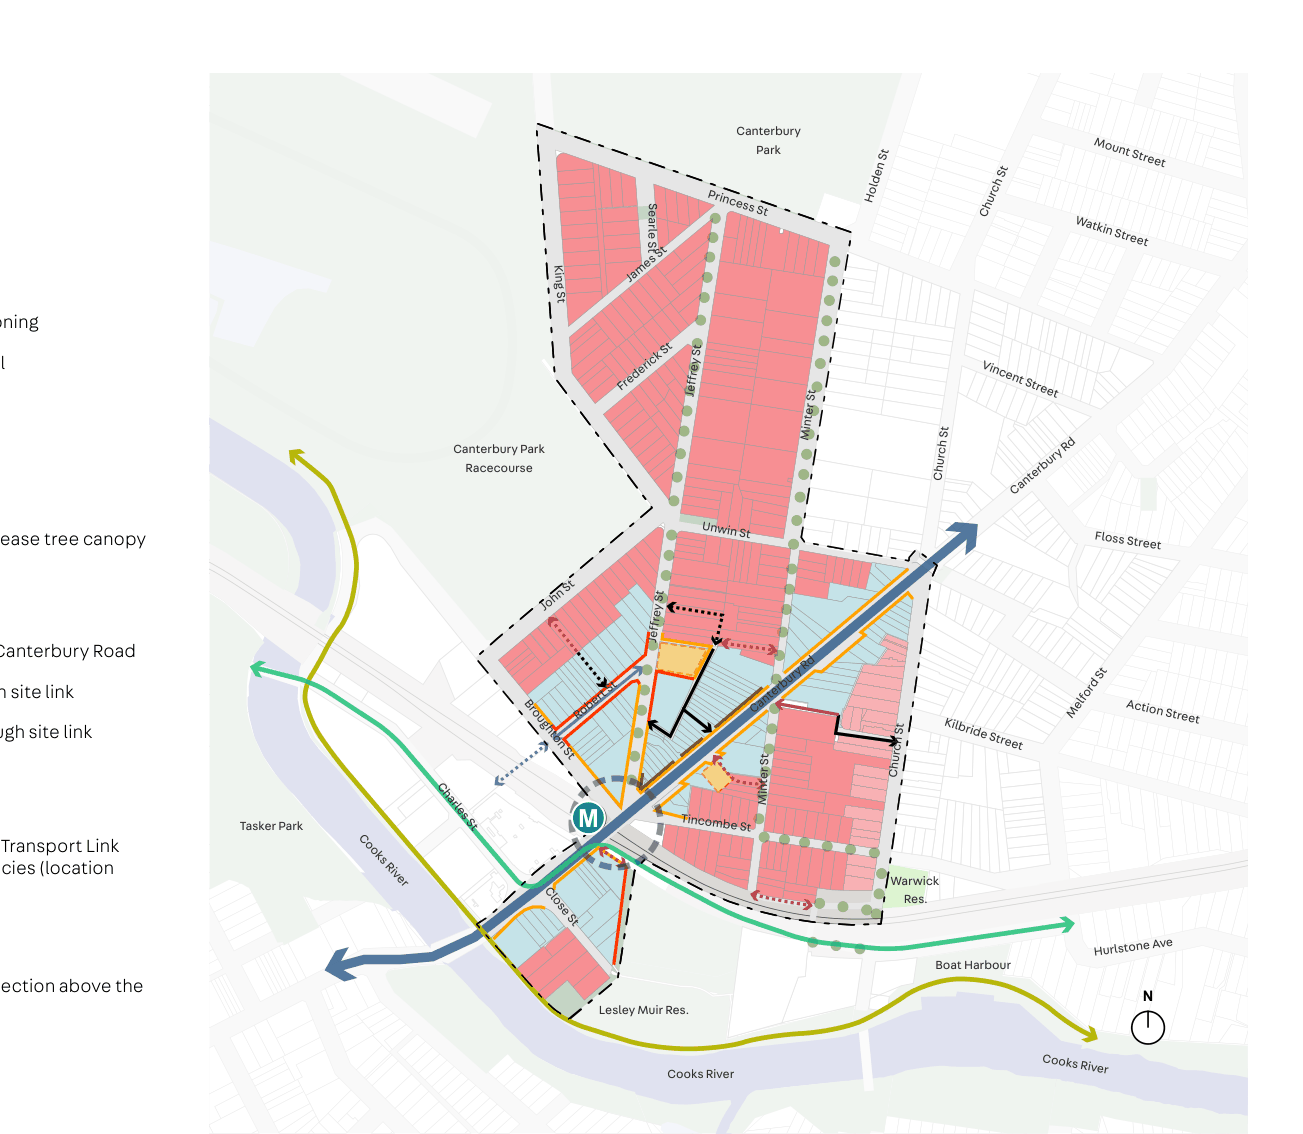 oning
l
ease tree canopy
Canterbury Road
n site link
ugh site link
Transport Link
cies (location
ection above the
Canterbury
Park
Mount Street
Holden St
Church St
Princess St
Watkin Street
Searle St
James St
King St
Vincent Street
Frederick St
Jeffrey St
Minter St
Canterbury Park
Racecourse
Church St
Canterbury Rd
Unwin St
Floss Street
John St
Jeffrey St
Canterbury Rd
Robert St
Broughton St
Melford St
Action Street
Kilbride Street
Church St
Minter St
M
Tincombe St
Charles St
Tasker Park
Cooks River
Warwick
Res.
Close St
Hurlstone Ave
Boat Harbour
N
Lesley Muir Res.
Cooks River
Cooks River